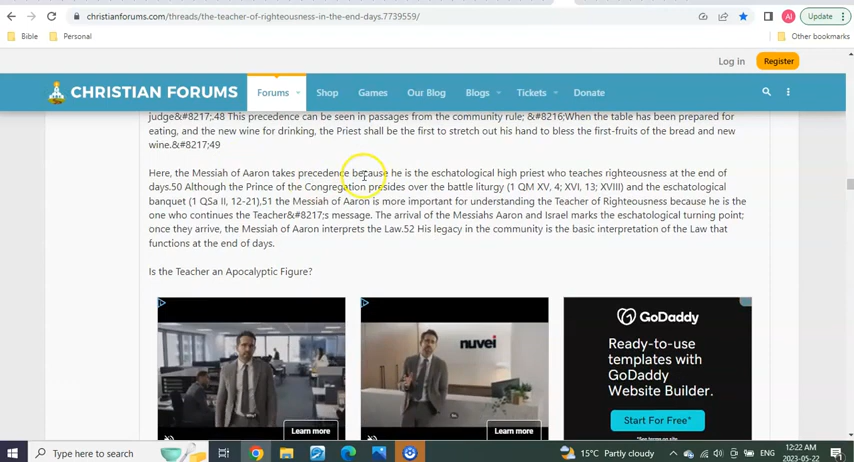 christianforums.com/threads/the-teacher-of-righteousness-in-the-end-days.7739559/
AI
Update
Bible
Personal
Other bookmarks
Log in
Register
CHRISTIAN FORUMS
Forums
Shop
Games
Our Blog
Blogs
Tickets
Donate
judge&#8217;.48 This precedence can be seen in passages from the community rule; &#8216;When the table has been prepared for
eating, and the new wine for drinking, the Priest shall be the first to stretch out his hand to bless the first-fruits of the bread and new
wine.&#8217;49
Here, the Messiah of Aaron takes precedence because he is the eschatological high priest who teaches righteousness at the end of
days.50 Although the Prince of the Congregation presides over the battle liturgy (1 QM XV, 4; XVI, 13; XVIII) and the eschatological
banquet (1 QSa II, 12-21),51 the Messiah of Aaron is more important for understanding the Teacher of Righteousness because he is the
one who continues the Teacher&#8217;s message. The arrival of the Messiahs Aaron and Israel marks the eschatological turning point;
once they arrive, the Messiah of Aaron interprets the Law.52 His legacy in the community is the basic interpretation of the Law that
functions at the end of days.
Is the Teacher an Apocalyptic Figure?
Learn more
nuvei
Learn more
GoDaddy
Ready-to-use
templates with
GoDaddy
Website Builder.
Start For Free*
*See terms on site.
Type here to search
15°C Partly cloudy
ENG
12:22 AM
2023-05-22
1